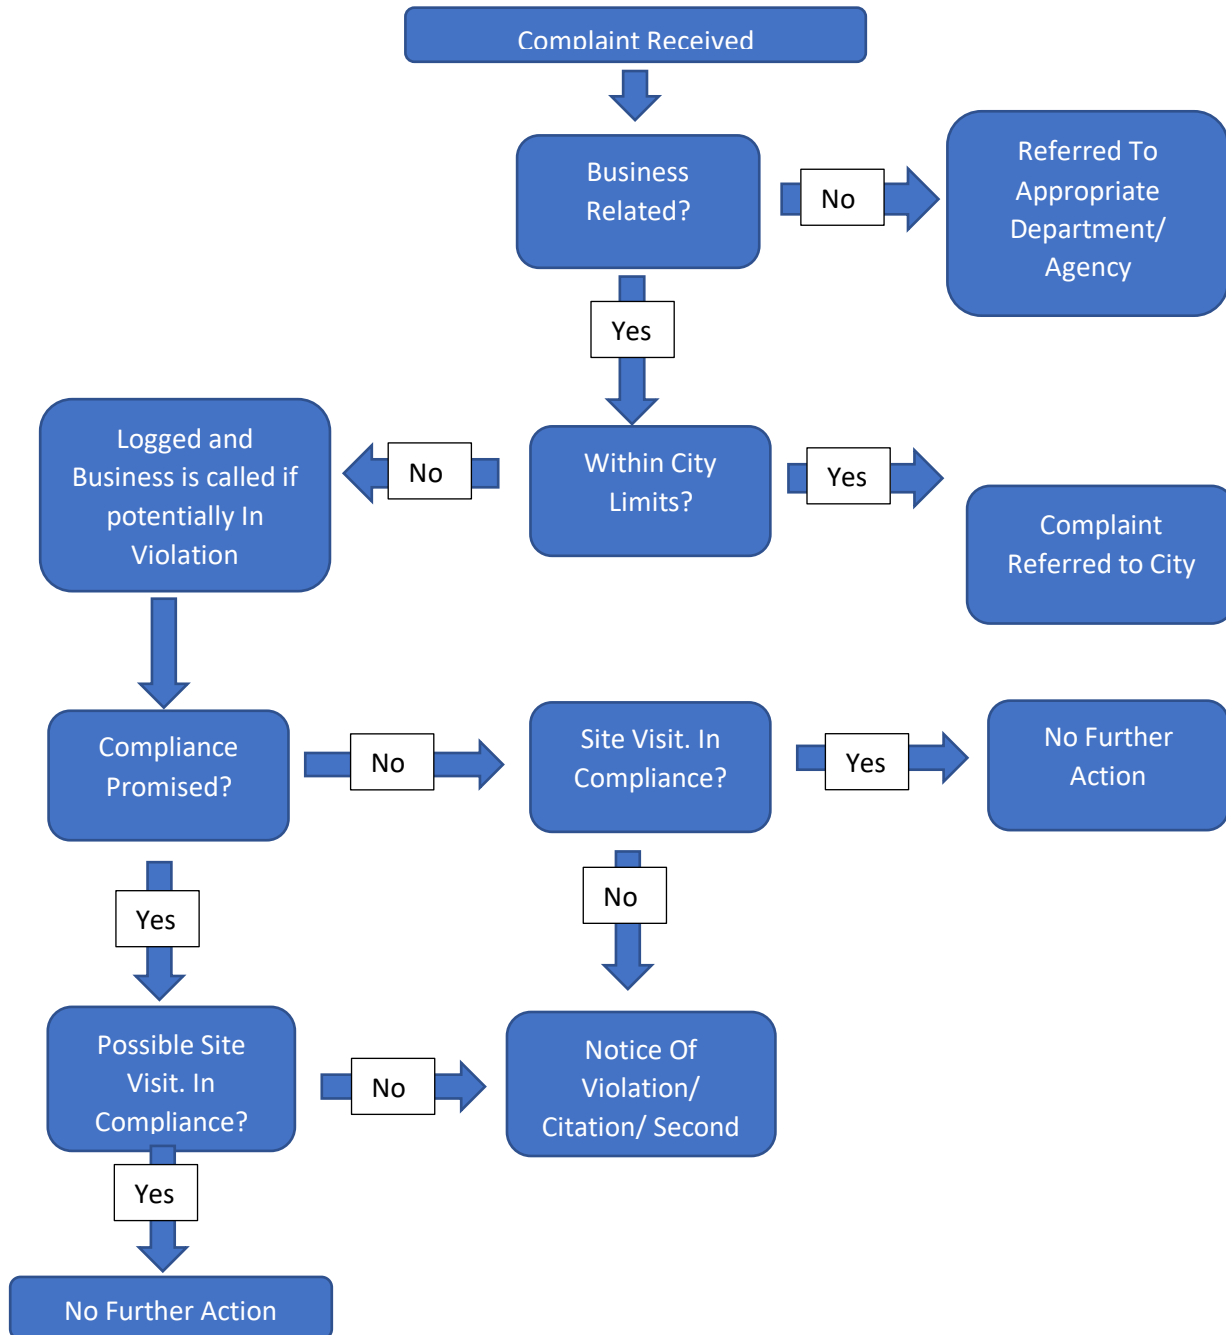 Complaint Received
Business
Related?
No
Referred To
Appropriate
Department/
Agency
Yes
Logged and
Business is called if
potentially In
Violation
No
Within City
Limits?
Yes
Complaint
Referred to City
Compliance
Promised?
No
Site Visit. In
Compliance?
Yes
No Further
Action
Yes
No
Possible Site
Visit. In
Compliance?
No
Notice Of
Violation/
Citation/ Second
Yes
No Further Action